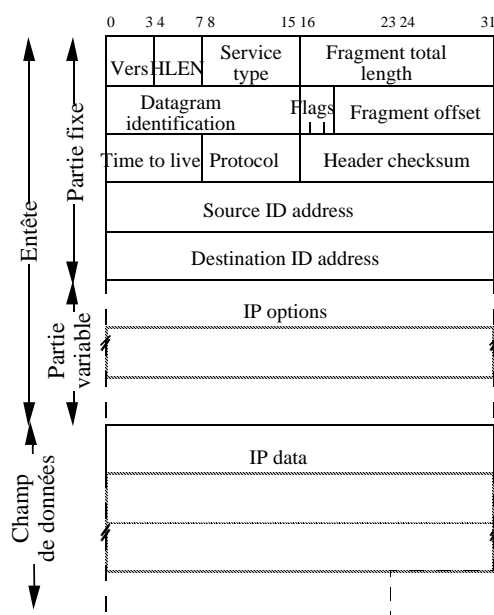 0 3 4 7 8 15 16 23 24 31
Vers HLEN Service type Fragment total length
Datagram identification Flags Fragment offset
Time to live Protocol Header checksum
Source ID address
Destination ID address
IP options
IP data
Entête
Partie fixe
Partie variable
Champ de données